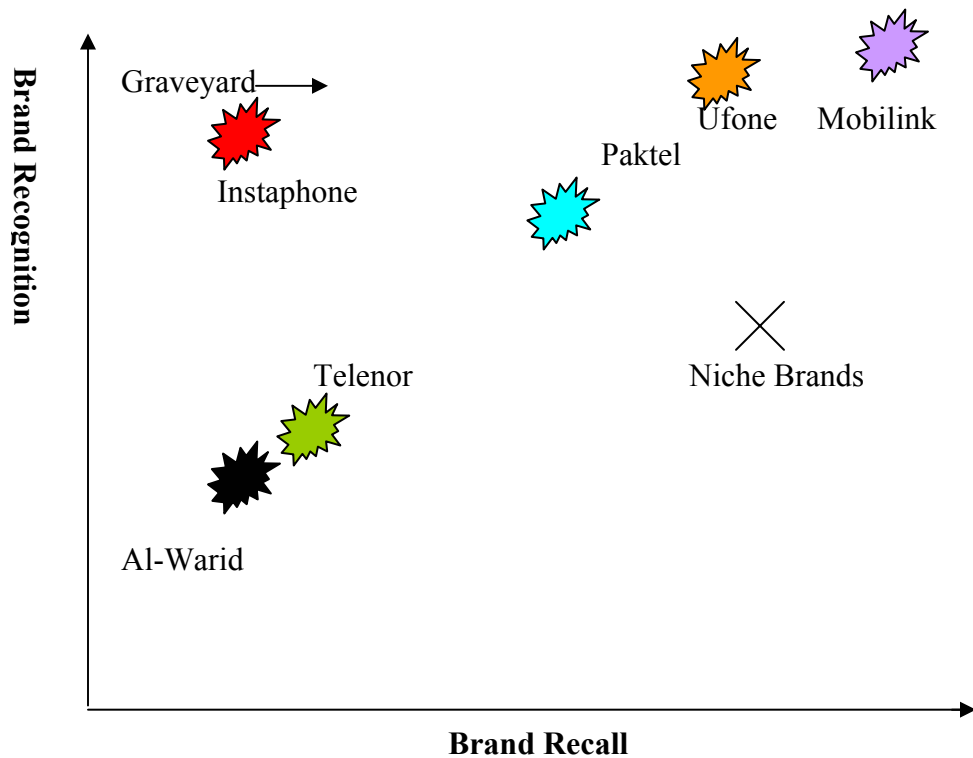 Brand Recognition
Graveyard
Instaphone
Ufone
Mobilink
Paktel
Telenor
Niche Brands
Al-Warid
Brand Recall